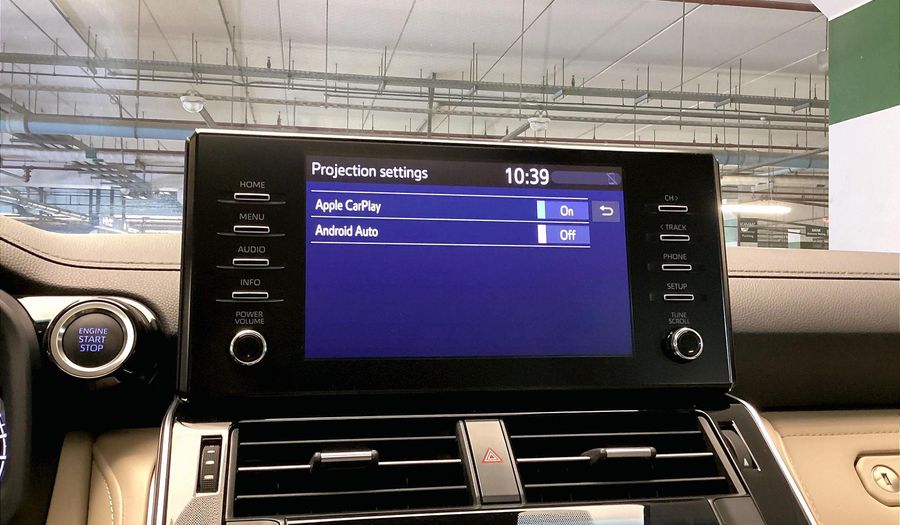 Projection settings 10:39
Apple CarPlay On
Android Auto Off
HOME
MENU
AUDIO
INFO
POWER
VOLUME
CH >
< TRACK
PHONE
SETUP
TUNE
SCROLL
ENGINE
START
STOP